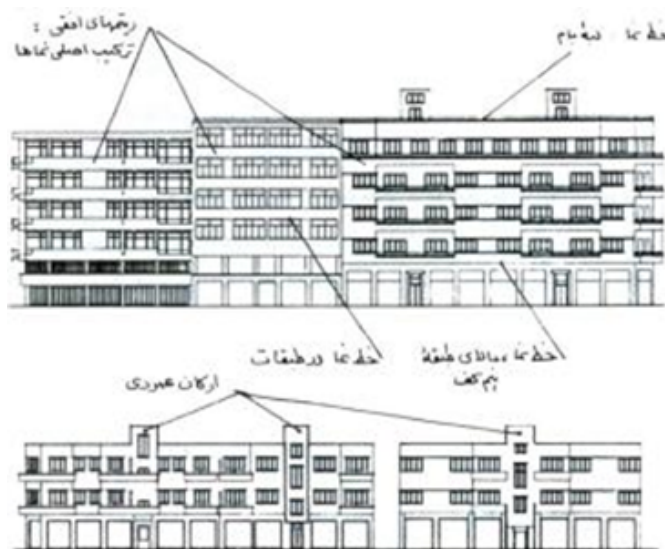 خط نما - لبهٔ بام
ریتمهای افقی :
ترکیب اصلی نماها
خط نما، بالای طبقهٔ
هم کف
خط نما در طبقات
ارکان عمودی